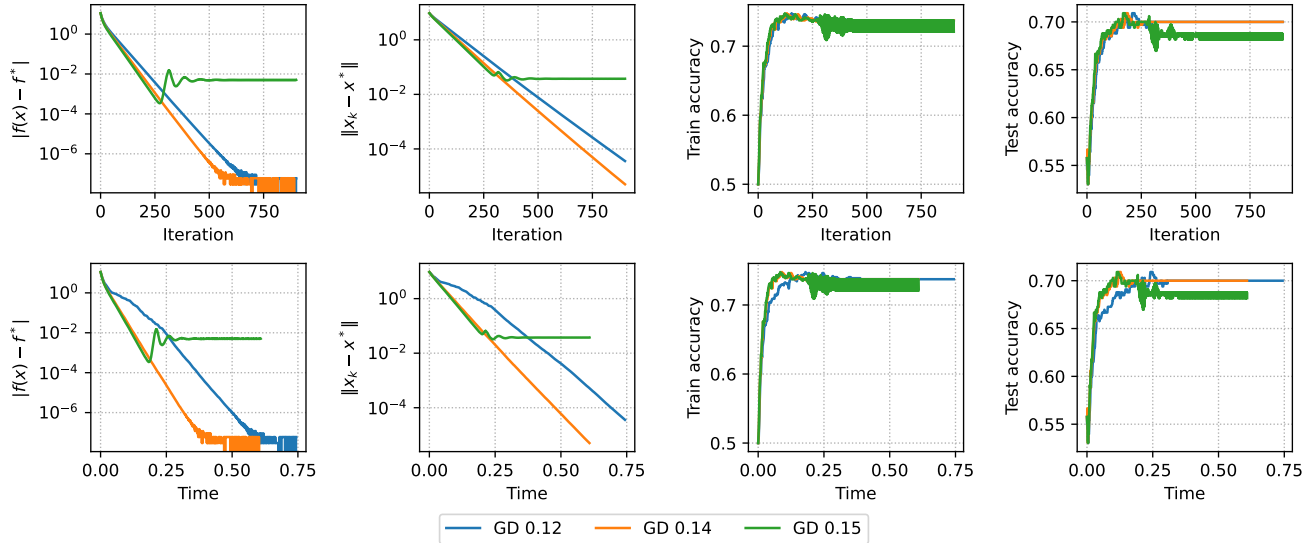 |f(x) − f*|
10⁰
10⁻²
10⁻⁴
10⁻⁶
0 250 500 750
Iteration
‖xₖ − x*‖
10⁰
10⁻²
10⁻⁴
0 250 500 750
Iteration
Train accuracy
0.7
0.6
0.5
0 250 500 750
Iteration
Test accuracy
0.70
0.65
0.60
0.55
0 250 500 750
Iteration
|f(x) − f*|
10⁰
10⁻²
10⁻⁴
10⁻⁶
0.00 0.25 0.50 0.75
Time
‖xₖ − x*‖
10⁰
10⁻²
10⁻⁴
0.00 0.25 0.50 0.75
Time
Train accuracy
0.7
0.6
0.5
0.00 0.25 0.50 0.75
Time
Test accuracy
0.70
0.65
0.60
0.55
0.00 0.25 0.50 0.75
Time
GD 0.12 GD 0.14 GD 0.15